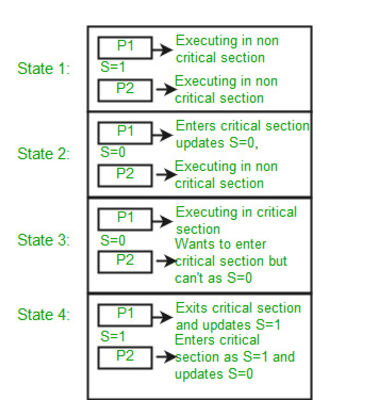 State 1:
P1
Executing in non
critical section
S=1
P2
Executing in non
critical section
State 2:
P1
Enters critical section
updates S=0,
S=0
P2
Executing in non
critical section
State 3:
P1
Executing in critical
section
S=0
P2
Wants to enter
critical section but
can't as S=0
State 4:
P1
Exits critical section
and updates S=1
S=1
P2
Enters critical
section as S=1 and
updates S=0